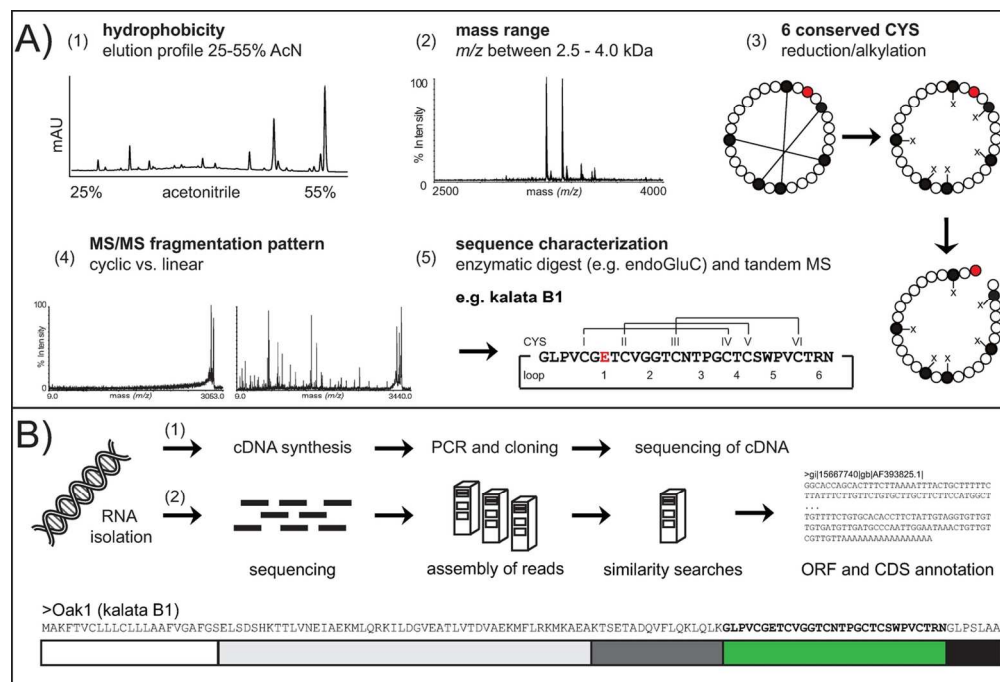 A)
(1) hydrophobicity
elution profile 25-55% AcN
mAU
25% acetonitrile 55%
(2) mass range
m/z between 2.5 - 4.0 kDa
100
% Intensity
0
2500 mass (m/z) 4000
(3) 6 conserved CYS
reduction/alkylation
X
X
X
X
X
X
X
X
X
X
X
X
(4) MS/MS fragmentation pattern
cyclic vs. linear
100
% Intensity
0
9.0 mass (m/z) 3053.0
100
0
9.0 mass (m/z) 3440.0
(5) sequence characterization
enzymatic digest (e.g. endoGluC) and tandem MS
e.g. kalata B1
CYS I II III IV V VI
GLPVCGETCVGGTCNTPGCTCSWPVCTRN
loop 1 2 3 4 5 6
B)
(1) cDNA synthesis PCR and cloning sequencing of cDNA
(2)
RNA
isolation
sequencing assembly of reads similarity searches ORF and CDS annotation
>gi|15667740|gb|AF393825.1|
GGCACCAGCACTTTCTTAAAATTTACTGCTTTTTC
TTATTTCTTGTTCTGTGCTTGCTTCTTCCATGGCT
...
TGTTTTCTGTGCACACCTTCTATTGTAGGTGTTGT
TGTGATGTTGATGCCCAATTGGAATAAACTGTTGT
CGTTGTTAAAAAAAAAAAAAAAAA
>Oak1 (kalata B1)
MAKFTVCLLLCLLLAAFVGAFGSELSDSHKTTLVNEIAEKMLQRKILDGVEATLVTDVAEKMFLRKMKAEAKTSETADQVFLQKLQLKGLPVCGETCVGGTCNTPGCTCSWPVCTRNGLPSLAA